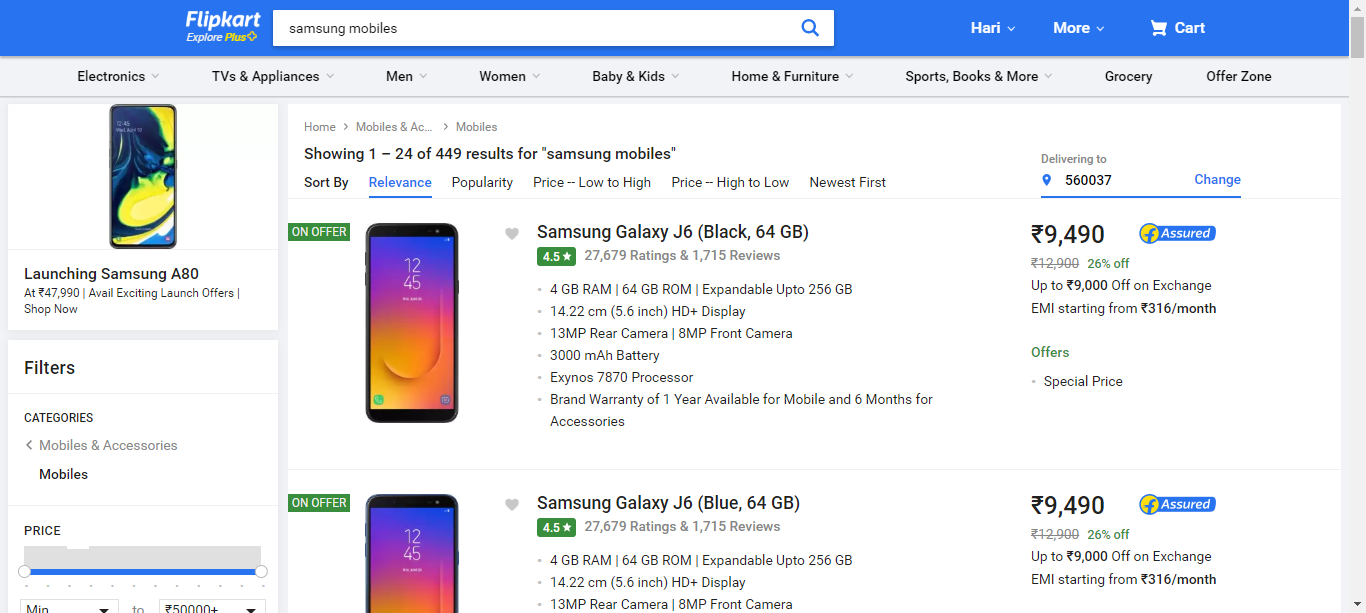 Flipkart
Explore Plus
samsung mobiles
Hari
More
Cart
Electronics
TVs & Appliances
Men
Women
Baby & Kids
Home & Furniture
Sports, Books & More
Grocery
Offer Zone
12:45
Launching Samsung A80
At ₹47,990 | Avail Exciting Launch Offers |
Shop Now
Filters
CATEGORIES
Mobiles & Accessories
Mobiles
PRICE
Min
to
₹50000+
Home
Mobiles & Ac...
Mobiles
Showing 1 – 24 of 449 results for "samsung mobiles"
Sort By
Relevance
Popularity
Price -- Low to High
Price -- High to Low
Newest First
Delivering to
560037
Change
ON OFFER
12
45
Samsung Galaxy J6 (Black, 64 GB)
4.5★
27,679 Ratings & 1,715 Reviews
4 GB RAM | 64 GB ROM | Expandable Upto 256 GB
14.22 cm (5.6 inch) HD+ Display
13MP Rear Camera | 8MP Front Camera
3000 mAh Battery
Exynos 7870 Processor
Brand Warranty of 1 Year Available for Mobile and 6 Months for
Accessories
₹9,490
Assured
₹12,900 26% off
Up to ₹9,000 Off on Exchange
EMI starting from ₹316/month
Offers
Special Price
ON OFFER
12
45
Samsung Galaxy J6 (Blue, 64 GB)
4.5★
27,679 Ratings & 1,715 Reviews
4 GB RAM | 64 GB ROM | Expandable Upto 256 GB
14.22 cm (5.6 inch) HD+ Display
13MP Rear Camera | 8MP Front Camera
₹9,490
Assured
₹12,900 26% off
Up to ₹9,000 Off on Exchange
EMI starting from ₹316/month